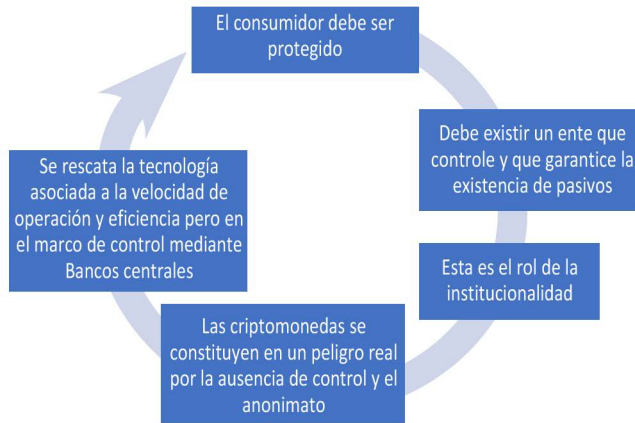 El consumidor debe ser
protegido
Debe existir un ente que
controle y que garantice la
existencia de pasivos
Esta es el rol de la
institucionalidad
Las criptomonedas se
constituyen en un peligro real
por la ausencia de control y el
anonimato
Se rescata la tecnología
asociada a la velocidad de
operación y eficiencia pero en
el marco de control mediante
Bancos centrales